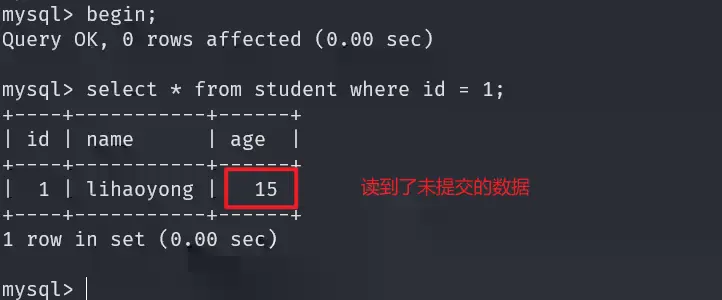 mysql> begin;
Query OK, 0 rows affected (0.00 sec)
mysql> select * from student where id = 1;
+----+-----------+------+
| id | name      | age  |
+----+-----------+------+
|  1 | lihaoyong |   15 读到了未提交的数据
+----+-----------+------+
1 row in set (0.00 sec)
mysql>